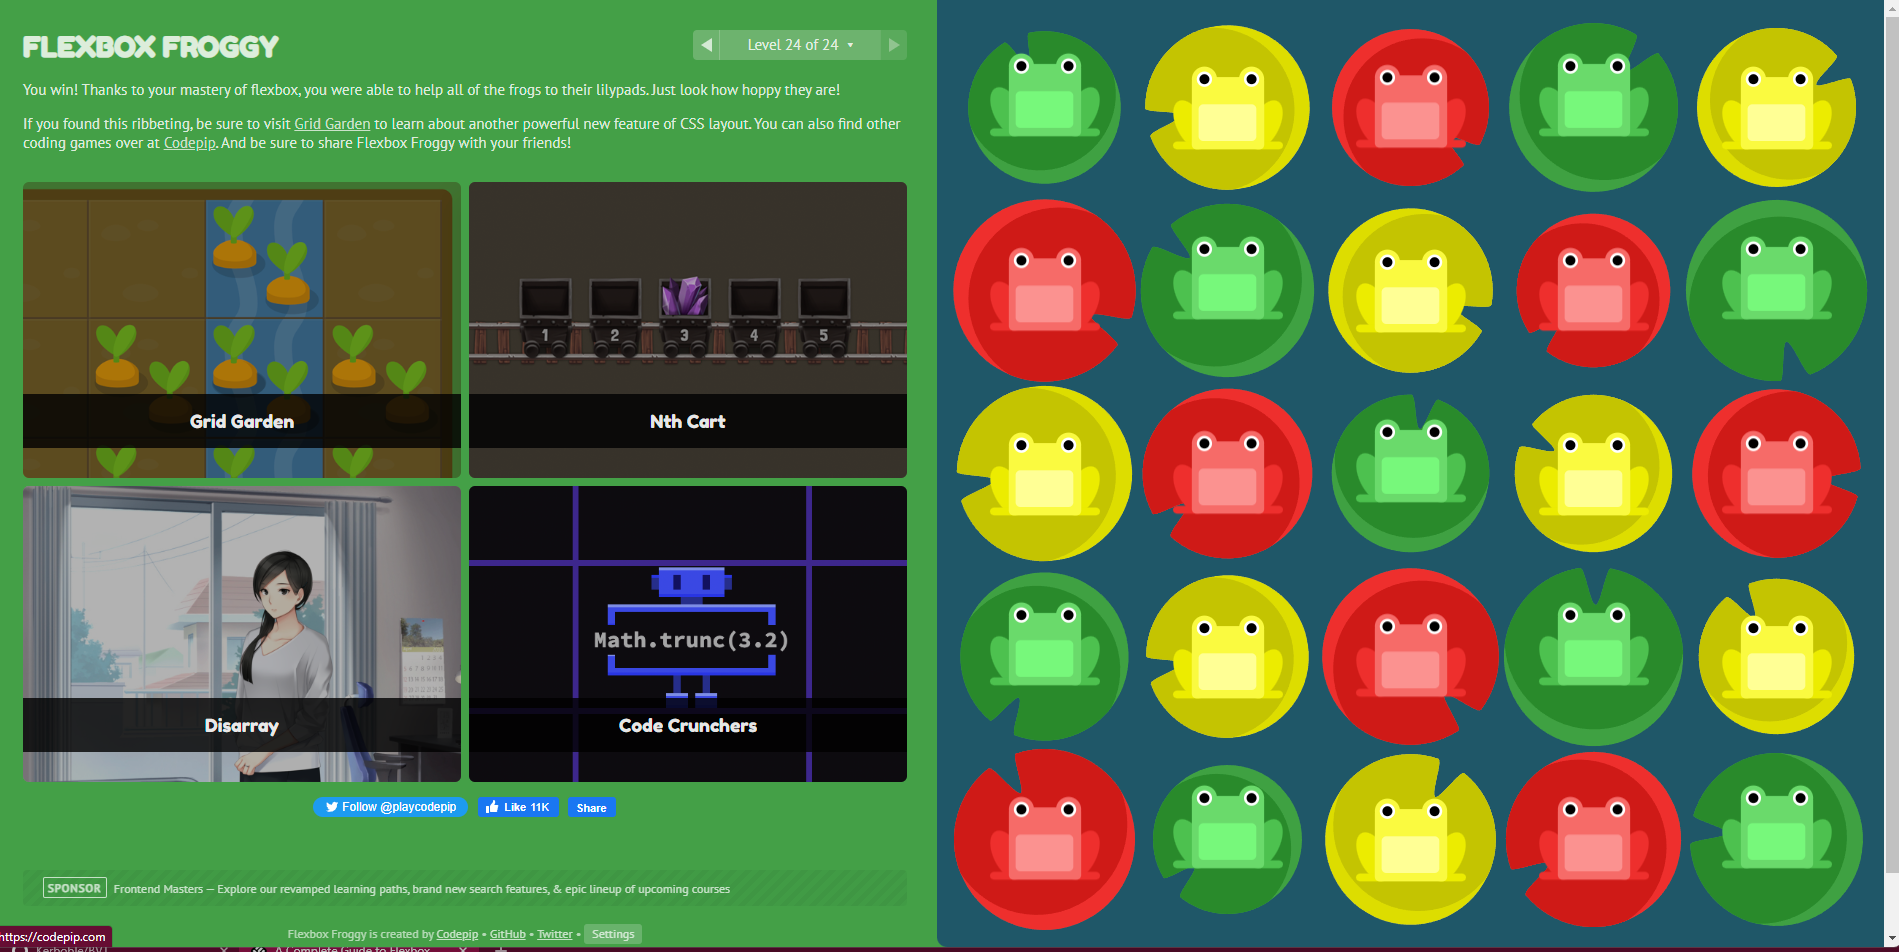 FLEXBOX FROGGY
Level 24 of 24
You win! Thanks to your mastery of flexbox, you were able to help all of the frogs to their lilypads. Just look how hoppy they are!
If you found this ribbeting, be sure to visit Grid Garden to learn about another powerful new feature of CSS layout. You can also find other
coding games over at Codepip. And be sure to share Flexbox Froggy with your friends!
Grid Garden
1 2 3 4 5
Nth Cart
Disarray
Math.trunc(3.2)
Code Crunchers
Follow @playcodepip
Like 11K
Share
SPONSOR Frontend Masters — Explore our revamped learning paths, brand new search features, & epic lineup of upcoming courses
Flexbox Froggy is created by Codepip • GitHub • Twitter • Settings
https://codepip.com
A Complete Guide to Flexbox